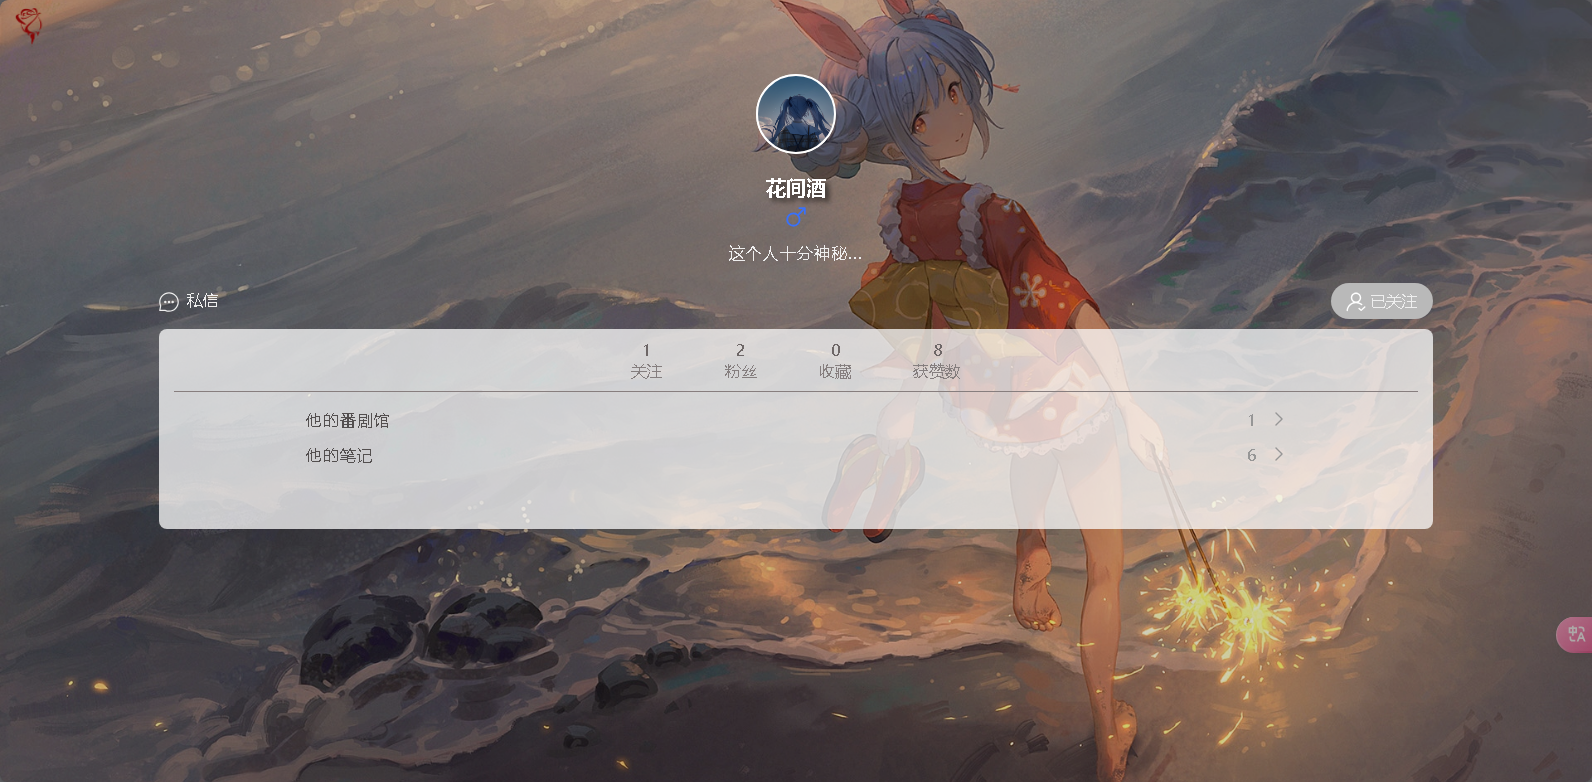 花间酒
这个人十分神秘...
私信
已关注
1 2 0 8
关注 粉丝 收藏 获赞数
他的番剧馆 1
他的笔记 6
中 A